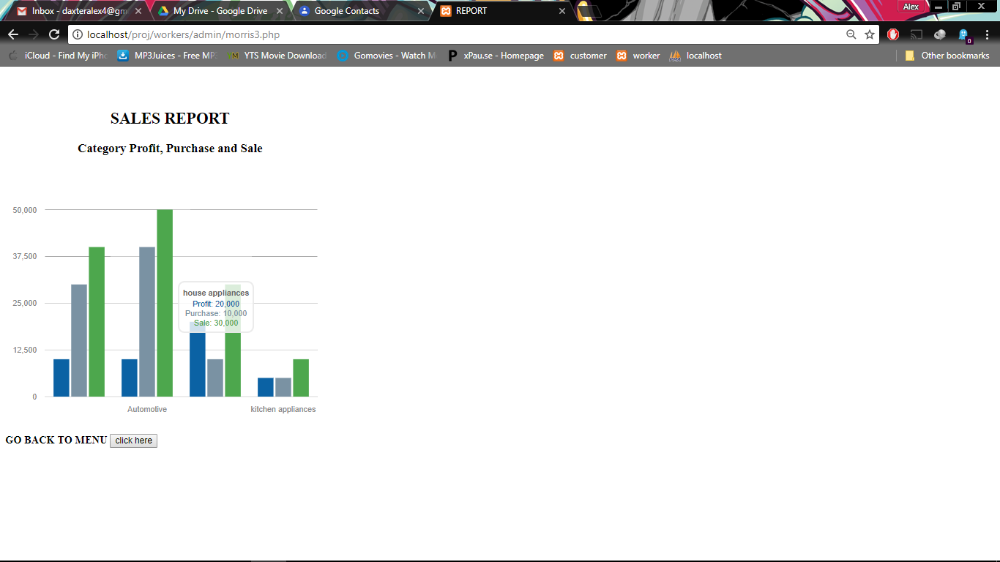 Inbox - daxteralex4@gm
My Drive - Google Drive
Google Contacts
REPORT
Alex
localhost/proj/workers/admin/morris3.php
0
iCloud - Find My iPho
MP3Juices - Free MP3
YTS Movie Download
Gomovies - Watch M
xPau.se - Homepage
customer
worker
localhost
Other bookmarks
SALES REPORT
Category Profit, Purchase and Sale
50,000
37,500
25,000
12,500
0
house appliances
Profit: 20,000
Purchase: 10,000
Sale: 30,000
Automotive
kitchen appliances
GO BACK TO MENU click here